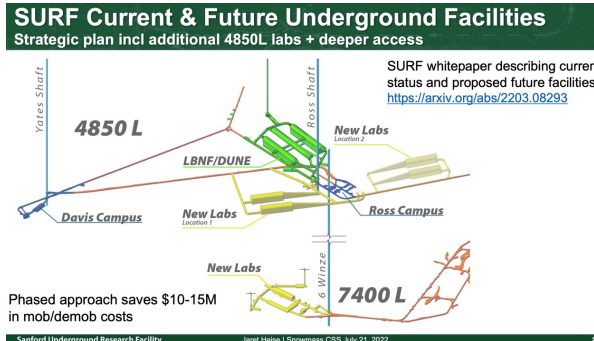 SURF Current & Future Underground Facilities
Strategic plan incl additional 4850L labs + deeper access
SURF whitepaper describing curren
status and proposed future facilities
https://arxiv.org/abs/2203.08293
Yates Shaft
Ross Shaft
4850 L
New Labs
Location 2
LBNF/DUNE
Davis Campus
New Labs
Location 1
Ross Campus
6 Winze
New Labs
7400 L
Phased approach saves $10-15M
in mob/demob costs
Sanford Underground Research Facility
Jaret Heise | Snowmass CSS, July 21, 2022